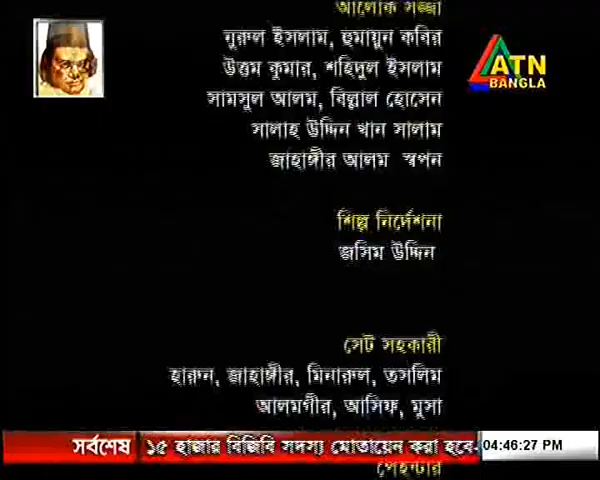 আলোক সজ্জা
নুরুল ইসলাম, হুমায়ুন কবির
উত্তম কুমার, শহিদুল ইসলাম
সামসুল আলম, বিল্লাল হোসেন
সালাহ উদ্দিন খান সালাম
জাহাঙ্গীর আলম স্বপন
ATN
BANGLA
শিল্প নির্দেশনা
জসিম উদ্দিন
সেট সহকারী
হারুন, জাহাঙ্গীর, মিনারুল, তসলিম
আলমগীর, আসিফ, মুসা
সর্বশেষ ১৫ হাজার বিজিবি সদস্য মোতায়েন করা হবে- 04:46:27 PM
পেইন্টার